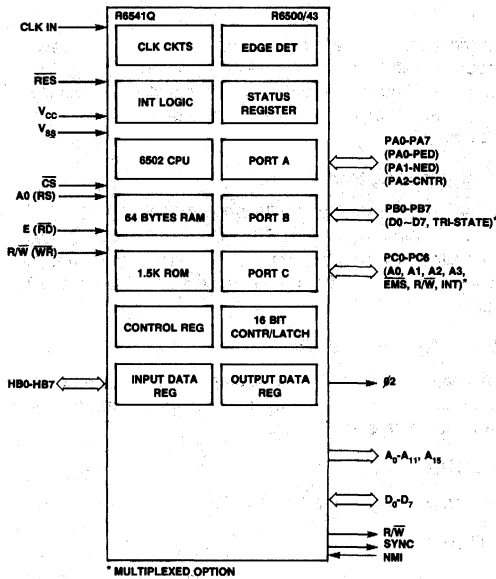 R6541Q R6500/43
CLK IN
CLK CKTS
EDGE DET
RES
INT LOGIC
STATUS
REGISTER
VCC
VSS
6502 CPU
PORT A
PA0-PA7
(PA0-PED)
(PA1-NED)
(PA2-CNTR)
CS
A0 (RS)
64 BYTES RAM
PORT B
PB0-PB7
(D0~D7, TRI-STATE)*
E (RD)
R/W (WR)
1.5K ROM
PORT C
PC0-PC6
(A0, A1, A2, A3,
EMS, R/W, INT)*
CONTROL REG
16 BIT
CONTR/LATCH
HB0-HB7
INPUT DATA
REG
OUTPUT DATA
REG
ø2
A0-A11, A15
D0-D7
R/W
SYNC
NMI
* MULTIPLEXED OPTION